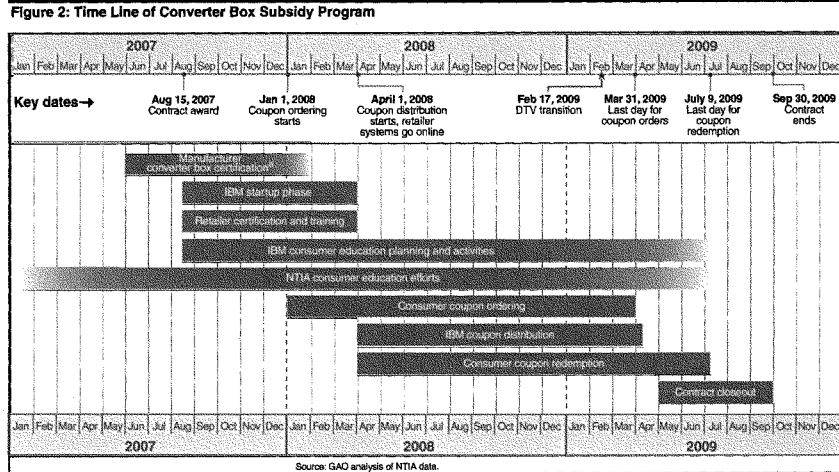 Figure 2: Time Line of Converter Box Subsidy Program
2007 2008 2009
Jan Feb Mar Apr May Jun Jul Aug Sep Oct Nov Dec Jan Feb Mar Apr May Jun Jul Aug Sep Oct Nov Dec Jan Feb Mar Apr May Jun Jul Aug Sep Oct Nov Dec
Key dates→
Aug 15, 2007
Contract award
Jan 1, 2008
Coupon ordering
starts
April 1, 2008
Coupon distribution
starts, retailer
systems go online
Feb 17, 2009
DTV transition
Mar 31, 2009
Last day for
coupon orders
July 9, 2009
Last day for
coupon
redemption
Sep 30, 2009
Contract
ends
Manufacturer
converter box certification
IBM startup phase
Retailer certification and training
IBM consumer education planning and activities
NTIA consumer education efforts
Consumer coupon ordering
IBM coupon distribution
Consumer coupon redemption
Contract closeout
Jan Feb Mar Apr May Jun Jul Aug Sep Oct Nov Dec Jan Feb Mar Apr May Jun Jul Aug Sep Oct Nov Dec Jan Feb Mar Apr May Jun Jul Aug Sep Oct Nov Dec
2007 2008 2009
Source: GAO analysis of NTIA data.